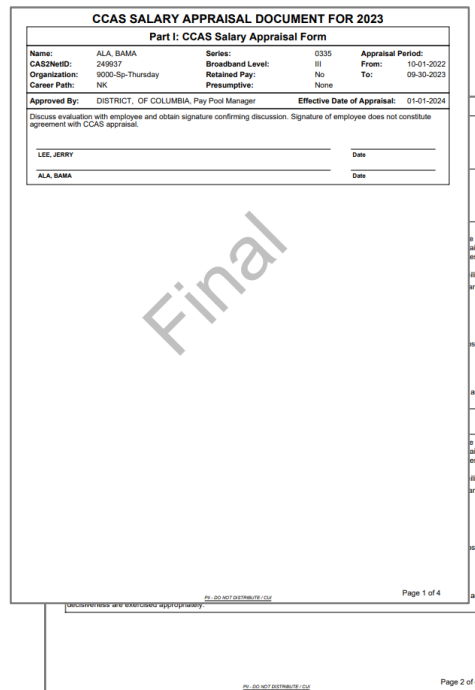 CCAS SALARY APPRAISAL DOCUMENT FOR 2023
Part I: CCAS Salary Appraisal Form
Name: ALA, BAMA Series: 0335 Appraisal Period:
CAS2NetID: 249937 Broadband Level: III From: 10-01-2022
Organization: 9000-Sp-Thursday Retained Pay: No To: 09-30-2023
Career Path: NK Presumptive: None
Approved By: DISTRICT, OF COLUMBIA, Pay Pool Manager Effective Date of Appraisal: 01-01-2024
Discuss evaluation with employee and obtain signature confirming discussion. Signature of employee does not constitute
agreement with CCAS appraisal.
LEE, JERRY Date
ALA, BAMA Date
Final
PII - DO NOT DISTRIBUTE / CUI
Page 1 of 4
decisiveness are exercised appropriately.
PII - DO NOT DISTRIBUTE / CUI
Page 2 of